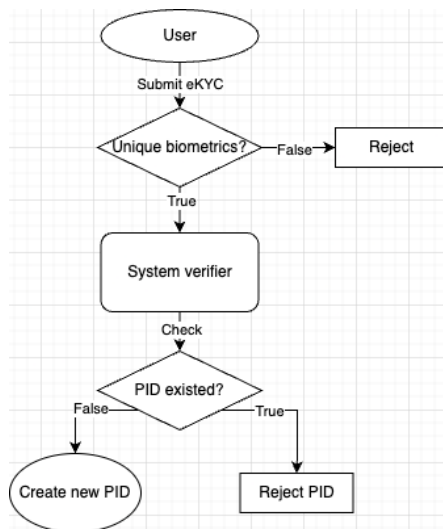 User
Submit eKYC
Unique biometrics?
False
Reject
True
System verifier
Check
PID existed?
False
True
Create new PID
Reject PID